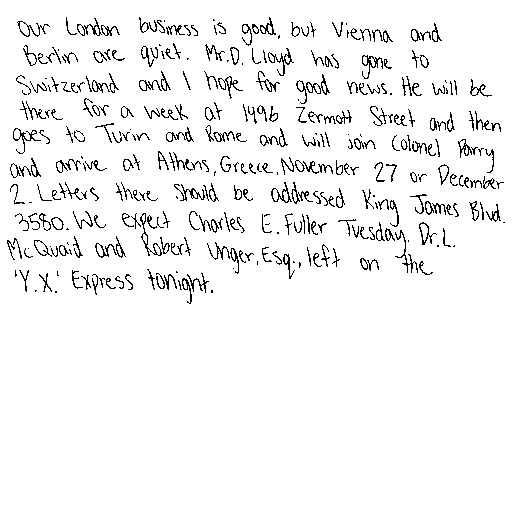 Our London business is good, but Vienna and
Berlin are quiet. Mr. D. Lloyd has gone to
Switzerland and I hope for good news. He will be
there for a week at 1496 Zermott Street and then
goes to Turin and Rome and will join Colonel Parry
and arrive at Athens, Greece, November 27 or December
2. Letters there should be addressed King James Blvd.
3580. We expect Charles E. Fuller Tuesday. Dr. L.
McQuaid and Robert Unger, Esq., left on the
'Y.X.' Express tonight.